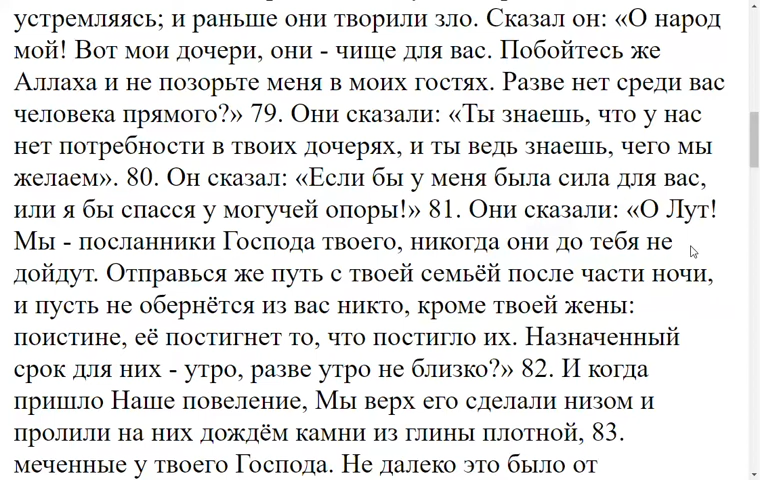 устремляясь; и раньше они творили зло. Сказал он: «О народ
мой! Вот мои дочери, они - чище для вас. Побойтесь же
Аллаха и не позорьте меня в моих гостях. Разве нет среди вас
человека прямого?» 79. Они сказали: «Ты знаешь, что у нас
нет потребности в твоих дочерях, и ты ведь знаешь, чего мы
желаем». 80. Он сказал: «Если бы у меня была сила для вас,
или я бы спасся у могучей опоры!» 81. Они сказали: «О Лут!
Мы - посланники Господа твоего, никогда они до тебя не
дойдут. Отправься же путь с твоей семьёй после части ночи,
и пусть не обернётся из вас никто, кроме твоей жены:
поистине, её постигнет то, что постигло их. Назначенный
срок для них - утро, разве утро не близко?» 82. И когда
пришло Наше повеление, Мы верх его сделали низом и
пролили на них дождём камни из глины плотной, 83.
меченные у твоего Господа. Не далеко это было от